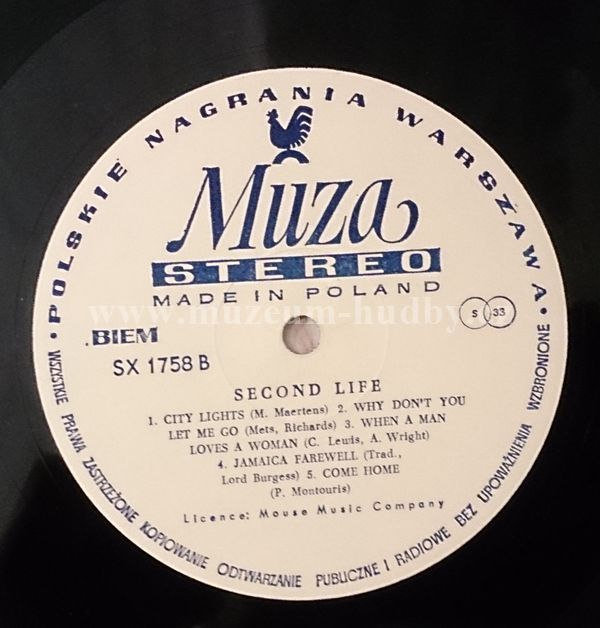 • POLSKIE NAGRANIA WARSZAWA •
Muza
STEREO
MADE IN POLAND
www.muzeum-hudby.
.BIEM
S 33
SX 1758 B
SECOND LIFE
1. CITY LIGHTS (M. Maertens) 2. WHY DON'T YOU
LET ME GO (Mets, Richards) 3. WHEN A MAN
LOVES A WOMAN (C. Lewis, A. Wright)
4. JAMAICA FAREWELL (Trad.,
Lord Burgess) 5. COME HOME
(P. Montouris)
Licence: Mouse Music Company
WSZYSTKIE PRAWA ZASTRZEŻONE KOPIOWANIE ODTWARZANIE PUBLICZNE I RADIOWE BEZ UPOWAŻNIENIA WZBRONIONE